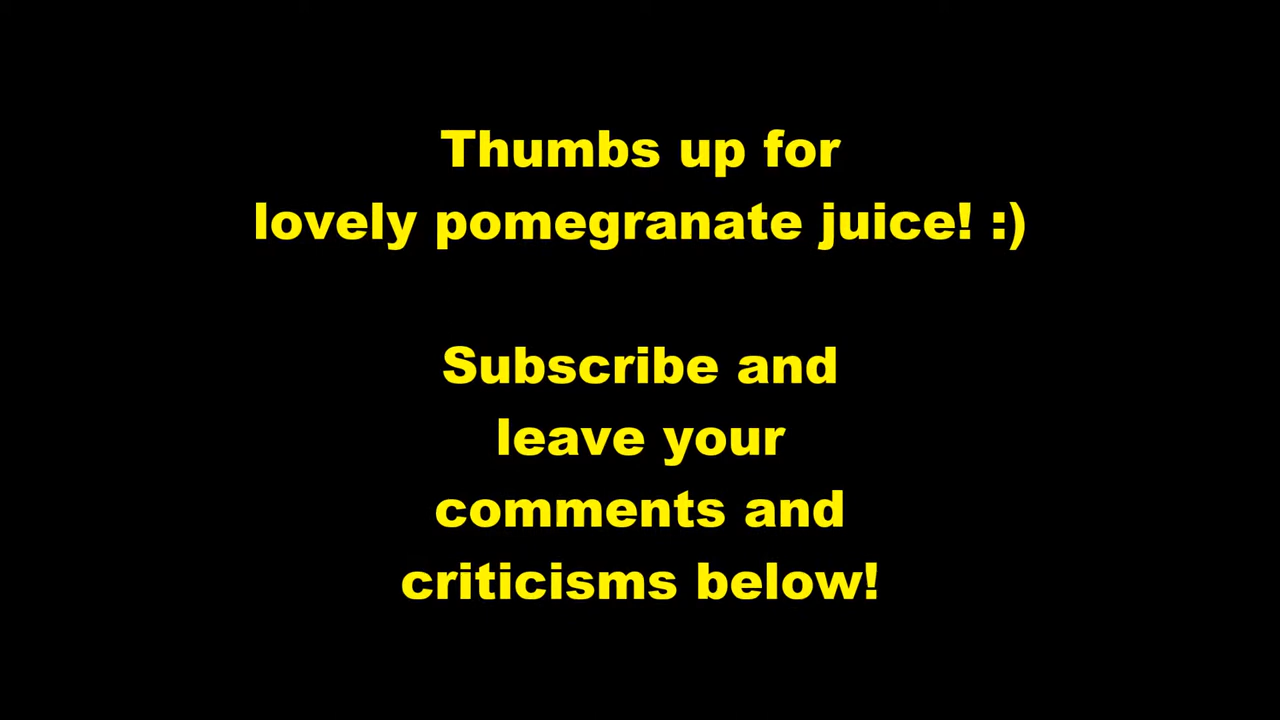 Thumbs up for
lovely pomegranate juice! :)
Subscribe and
leave your
comments and
criticisms below!